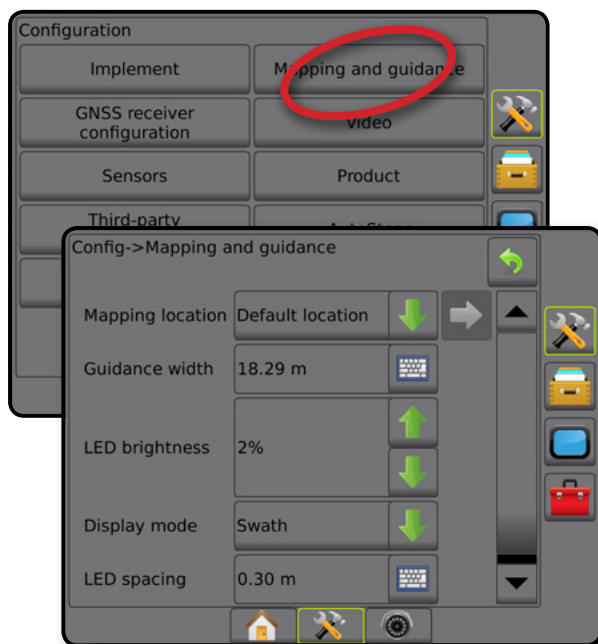 Configuration
Implement
Mapping and guidance
GNSS receiver
configuration
Video
Sensors
Product
Third-party
Config->Mapping and guidance
Mapping location
Default location
Guidance width
18.29 m
LED brightness
2%
Display mode
Swath
LED spacing
0.30 m